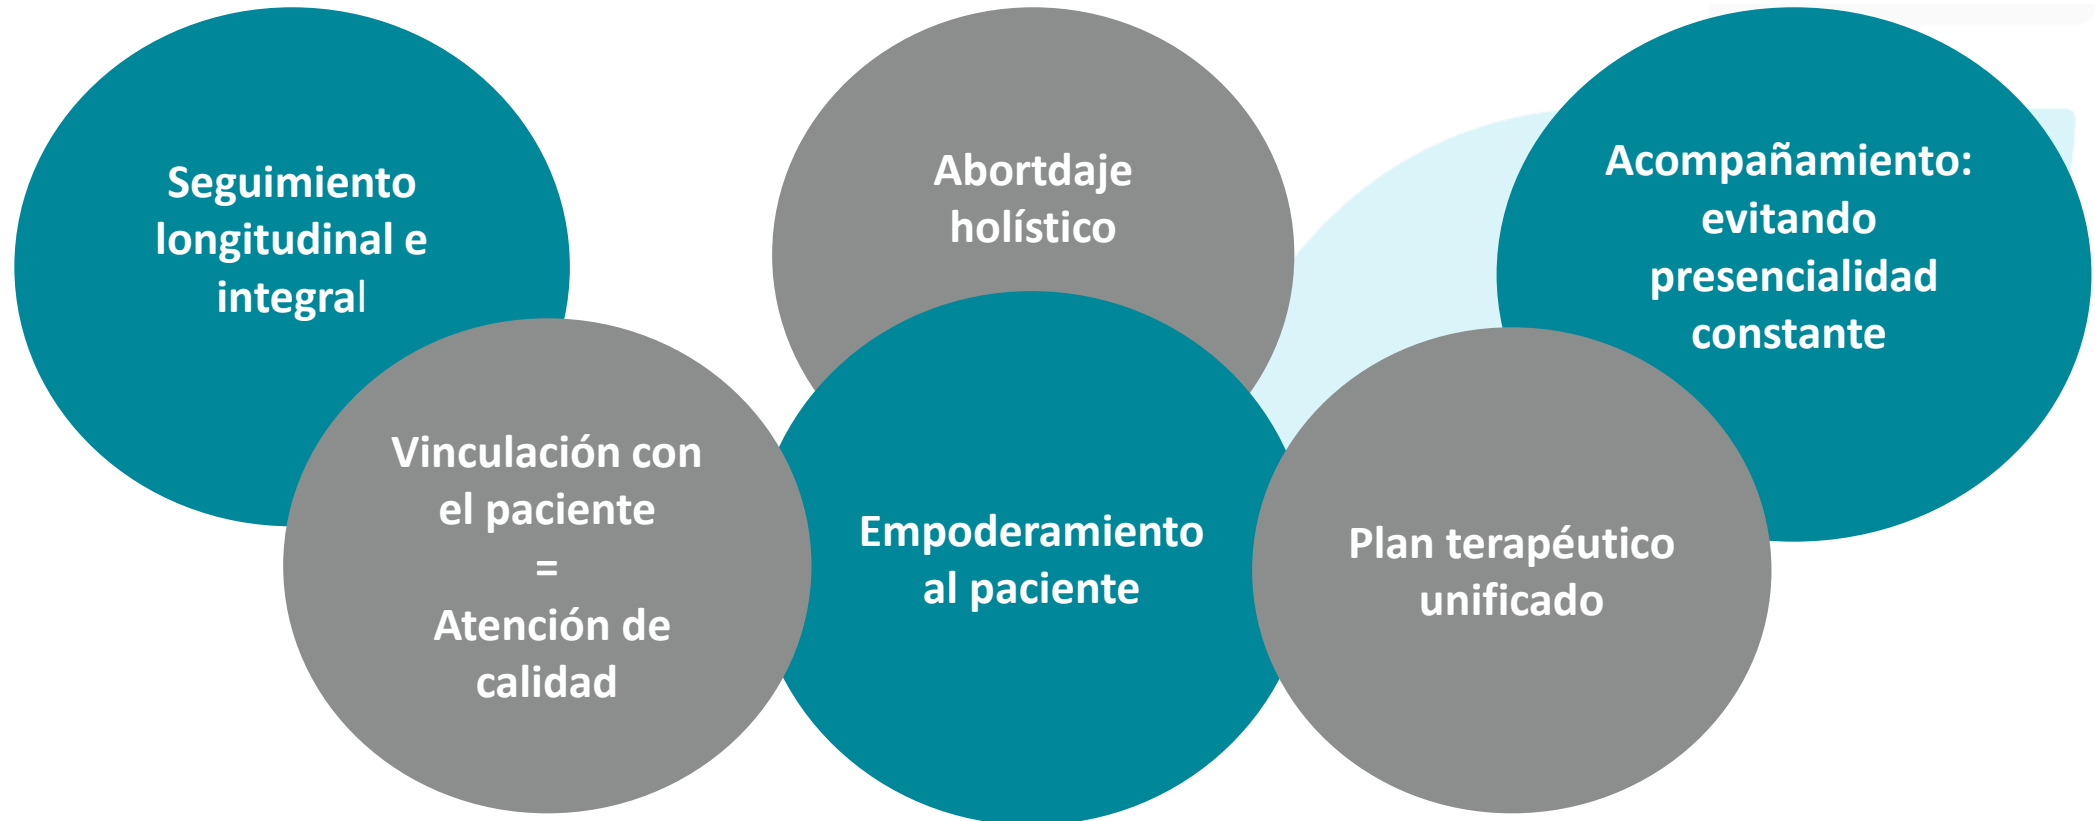 Seguimiento
longitudinal e
integral
Vinculación con
el paciente
=
Atención de
calidad
Abortdaje
holístico
Empoderamiento
al paciente
Plan terapéutico
unificado
Acompañamiento:
evitando
presencialidad
constante